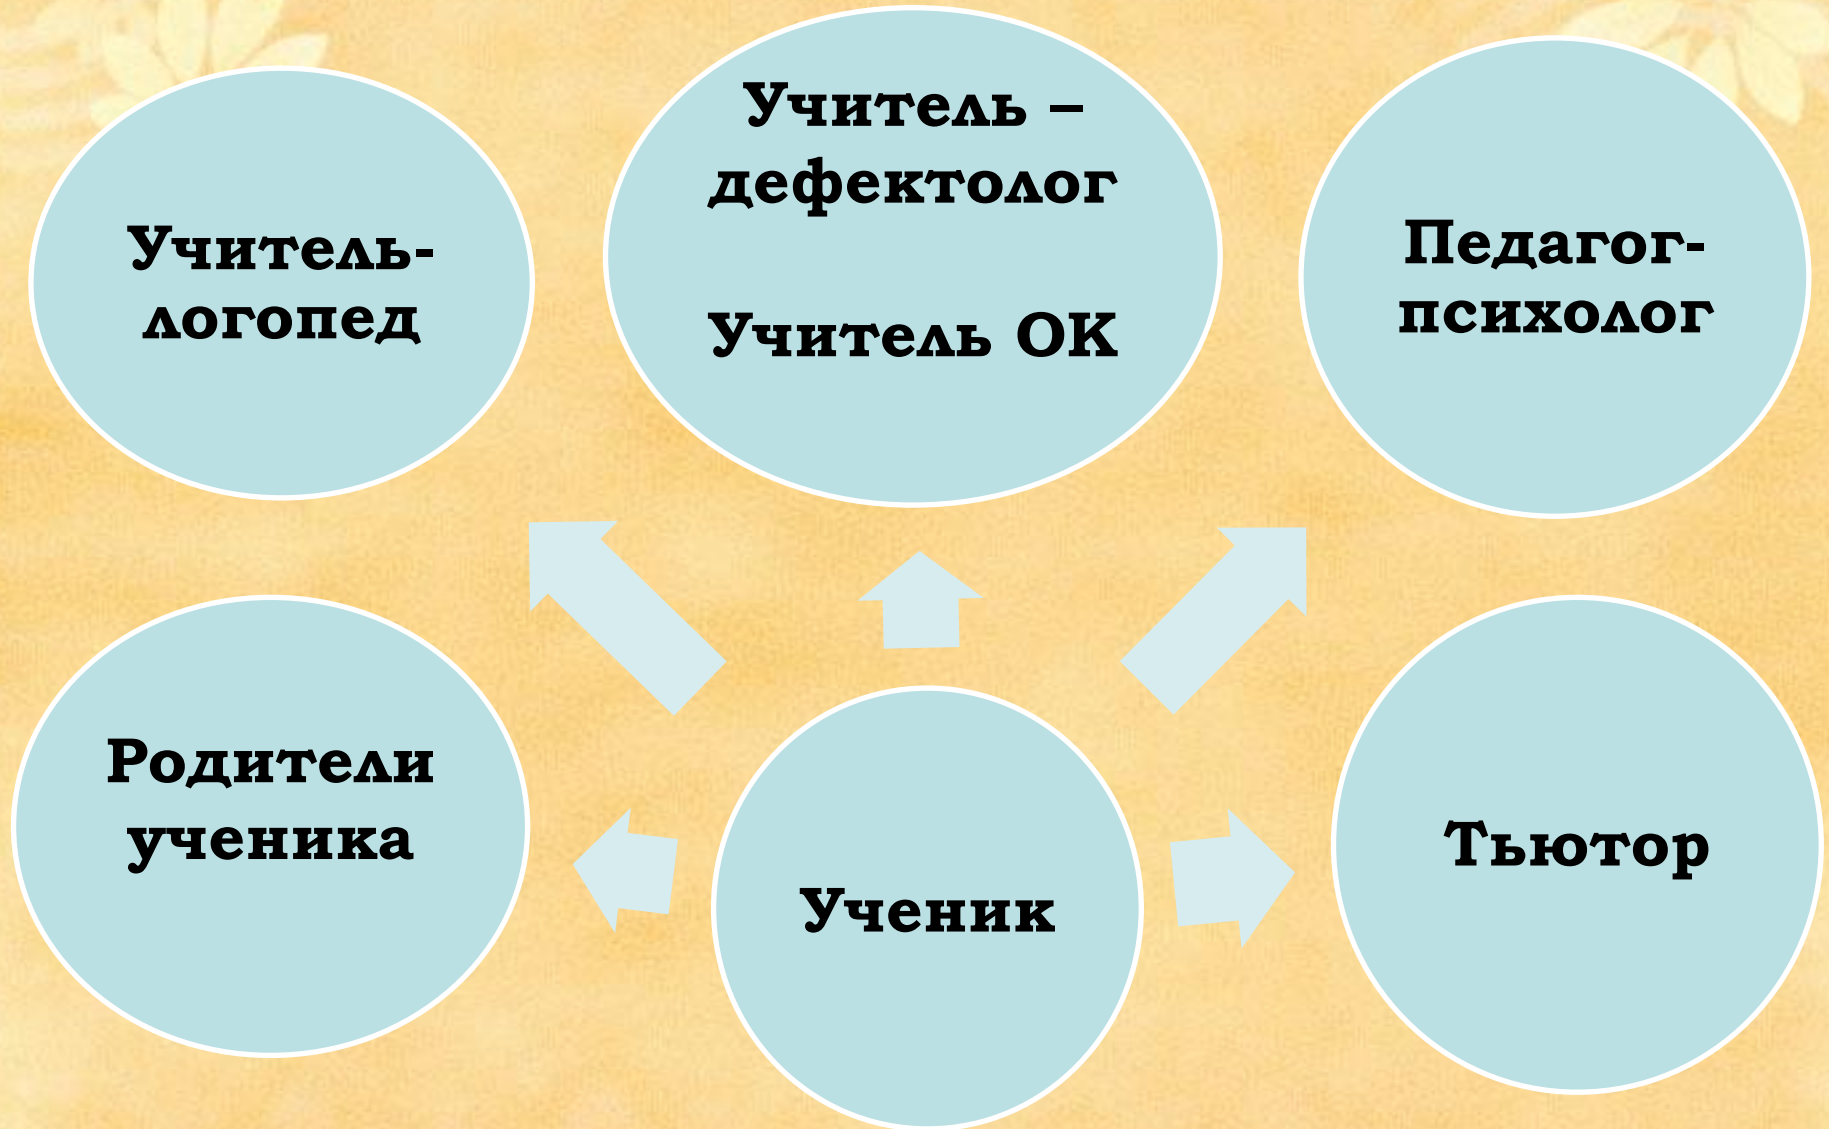 Учитель-
логопед
Учитель –
дефектолог
Учитель ОК
Педагог-
психолог
Родители
ученика
Ученик
Тьютор